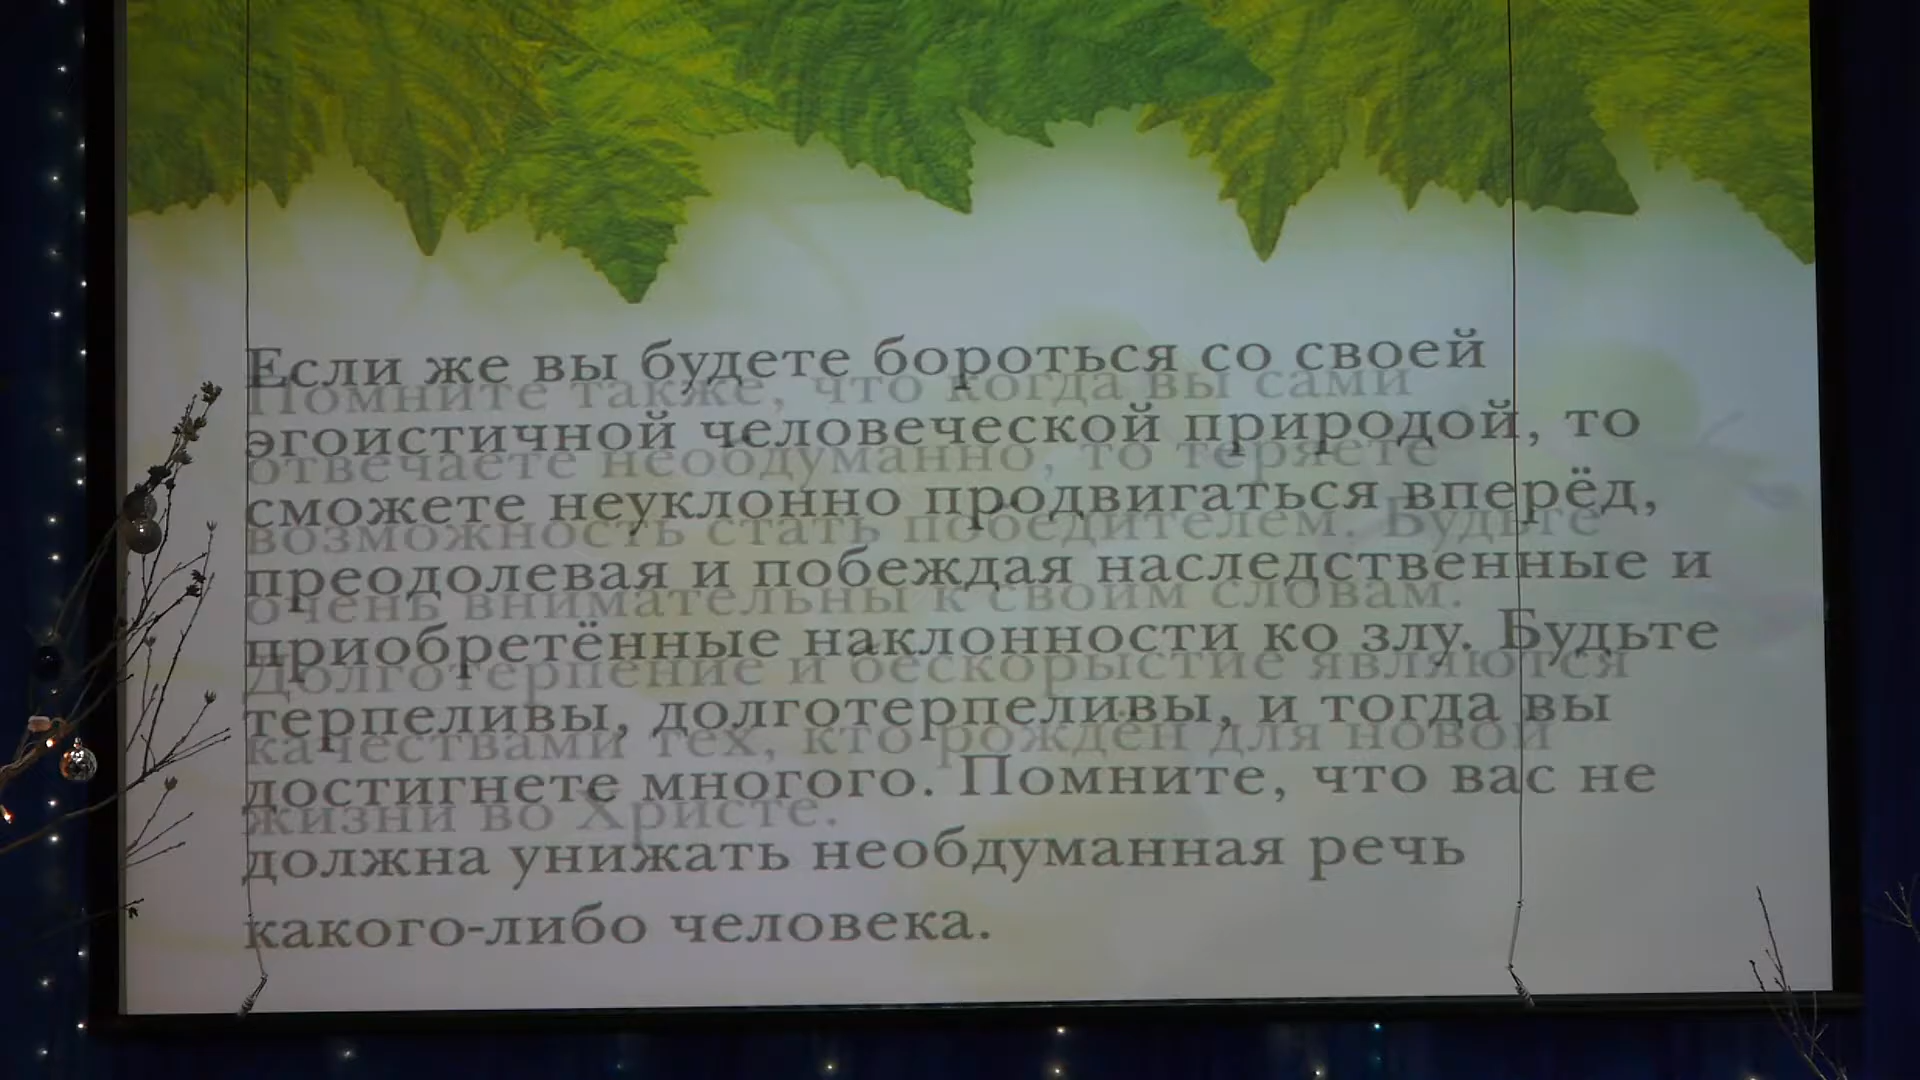 Если же вы будете бороться со своей
эгоистичной человеческой природой, то
сможете неуклонно продвигаться вперёд,
преодолевая и побеждая наследственные и
приобретённые наклонности ко злу. Будьте
терпеливы, долготерпеливы, и тогда вы
достигнете многого. Помните, что вас не
должна унижать необдуманная речь
какого-либо человека.
Помните также, что когда вы сами
отвечаете необдуманно, то теряете
возможность стать победителем. Будьте
очень внимательны к своим словам.
Долготерпение и бескорыстие являются
качествами тех, кто рождён для новой
жизни во Христе.